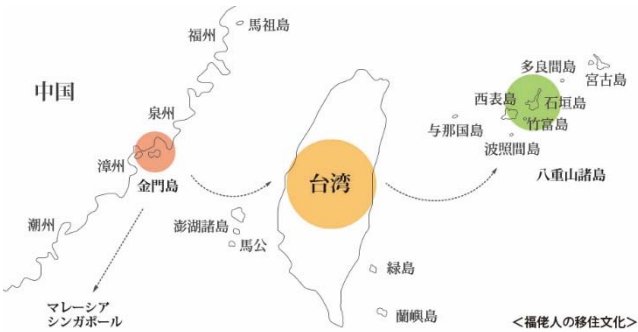 福州
馬祖島
中国
泉州
漳州
金門島
潮州
マレーシア
シンガポール
澎湖諸島
馬公
台湾
緑島
蘭嶼島
多良間島
宮古島
西表島
石垣島
竹富島
与那国島
波照間島
八重山諸島
＜福佬人の移住文化＞